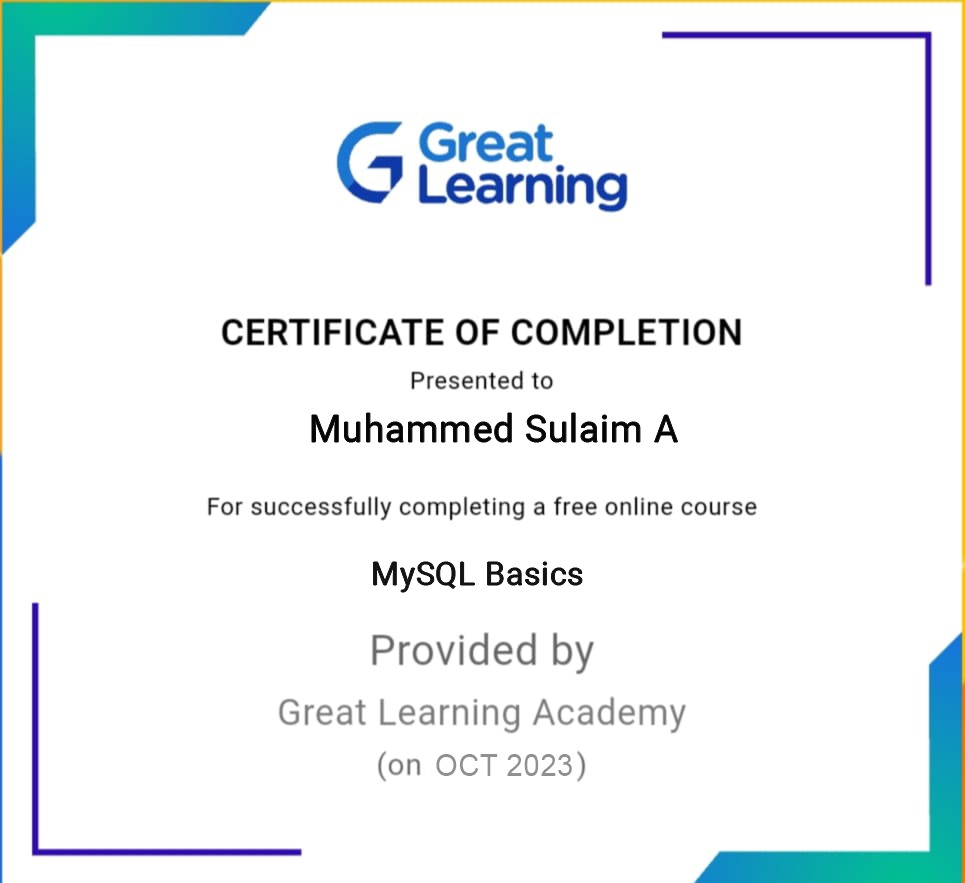 Great
Learning
CERTIFICATE OF COMPLETION
Presented to
Muhammed Sulaim A
For successfully completing a free online course
MySQL Basics
Provided by
Great Learning Academy
(on OCT 2023)